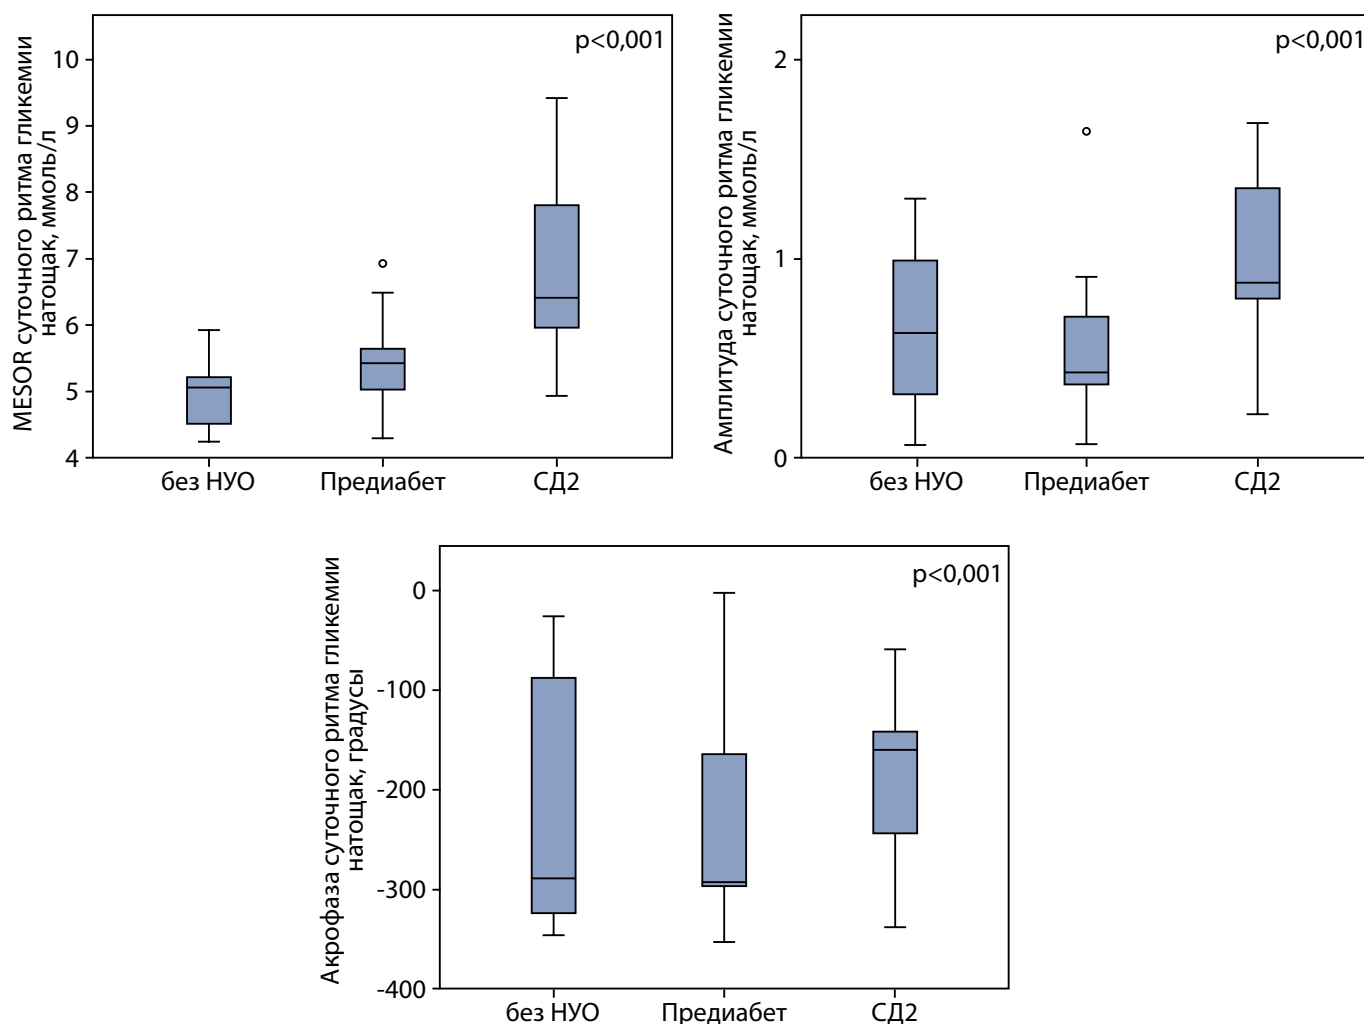 MESOR суточного ритма гликемии
натощак, ммоль/л
p<0,001
10
9
8
7
6
5
4
без НУО
Предиабет
СД2
Амплитуда суточного ритма гликемии
натощак, ммоль/л
p<0,001
2
1
0
без НУО
Предиабет
СД2
Акрофаза суточного ритма гликемии
натощак, градусы
p<0,001
0
-100
-200
-300
-400
без НУО
Предиабет
СД2